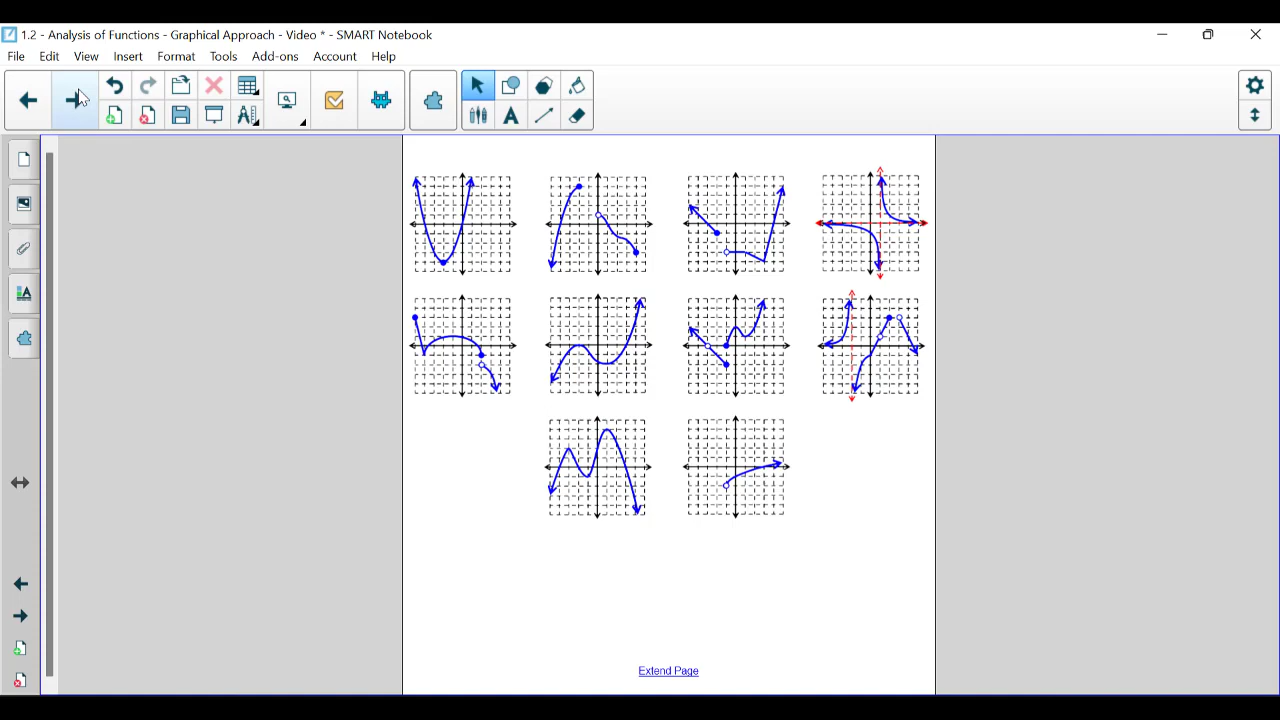 1.2 - Analysis of Functions - Graphical Approach - Video * - SMART Notebook
File Edit View Insert Format Tools Add-ons Account Help
Extend Page